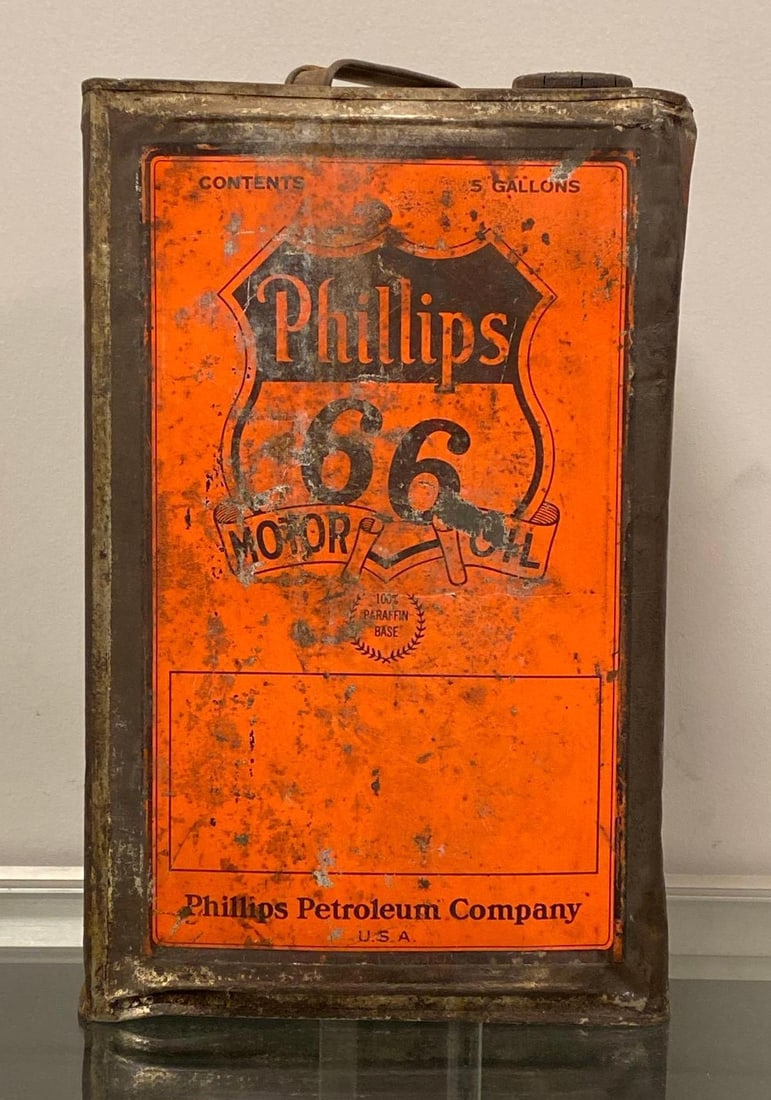 CONTENTS 5 GALLONS
Phillips
66
MOTOR OIL
100%
PARAFFIN
BASE
Phillips Petroleum Company
U.S.A.